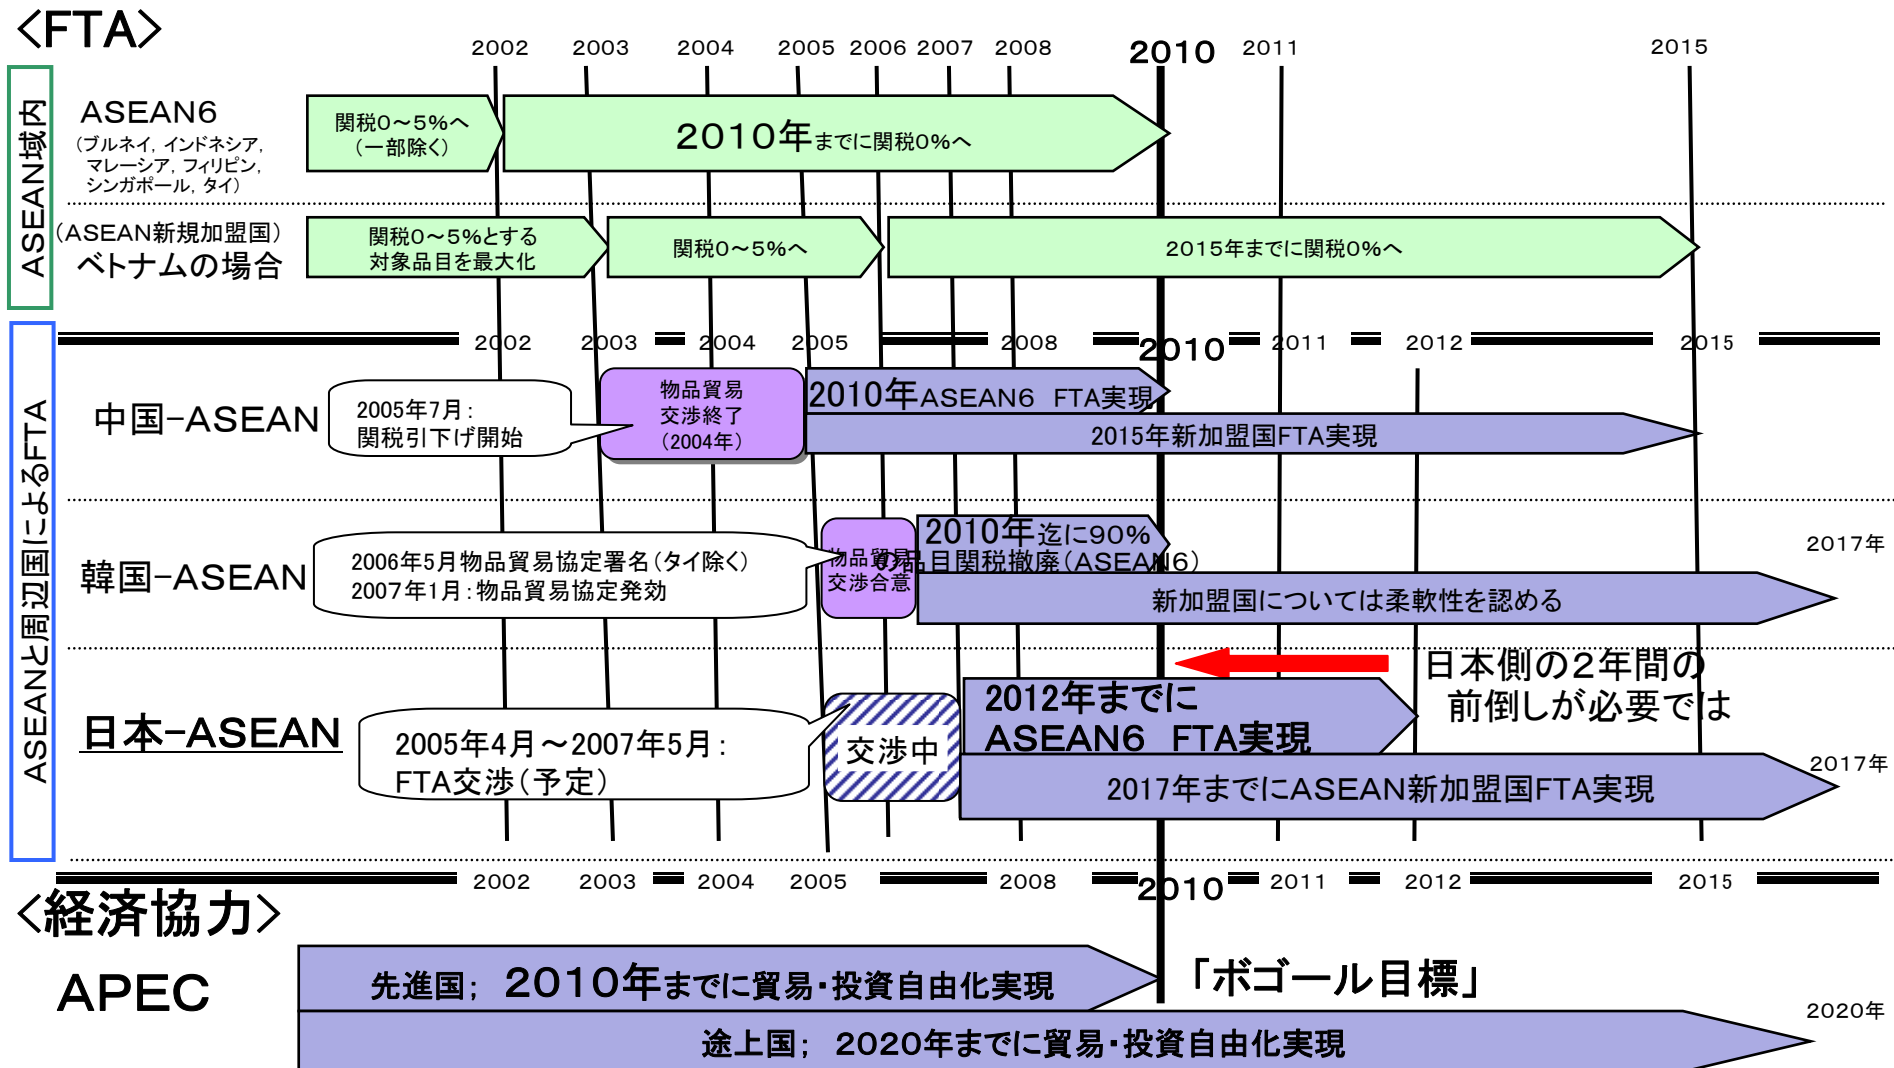 〈FTA〉
2002 2003 2004 2005 2006 2007 2008 2010 2011 2015
ASEAN域内
ASEAN6
(ブルネイ, インドネシア,
マレーシア, フィリピン,
シンガポール, タイ)
関税0～5%へ
(一部除く)
2010年までに関税0%へ
(ASEAN新規加盟国)
ベトナムの場合
関税0～5%とする
対象品目を最大化
関税0～5%へ
2015年までに関税0%へ
ASEANと周辺国によるFTA
2002 2003 2004 2005 2008 2010 2011 2012 2015
中国－ASEAN
2005年7月:
関税引下げ開始
物品貿易
交渉終了
(2004年)
2010年ASEAN6 FTA実現
2015年新加盟国FTA実現
韓国－ASEAN
2006年5月物品貿易協定署名(タイ除く)
2007年1月:物品貿易協定発効
物品貿易
交渉合意
2010年迄に90%
の品目関税撤廃(ASEAN6)
新加盟国については柔軟性を認める
2017年
日本側の2年間の
前倒しが必要では
日本－ASEAN
2005年4月～2007年5月:
FTA交渉(予定)
交渉中
2012年までに
ASEAN6 FTA実現
2017年までにASEAN新加盟国FTA実現
2017年
2002 2003 2004 2005 2008 2010 2011 2012 2015
〈経済協力〉
APEC
先進国; 2010年までに貿易・投資自由化実現
「ボゴール目標」
途上国; 2020年までに貿易・投資自由化実現
2020年